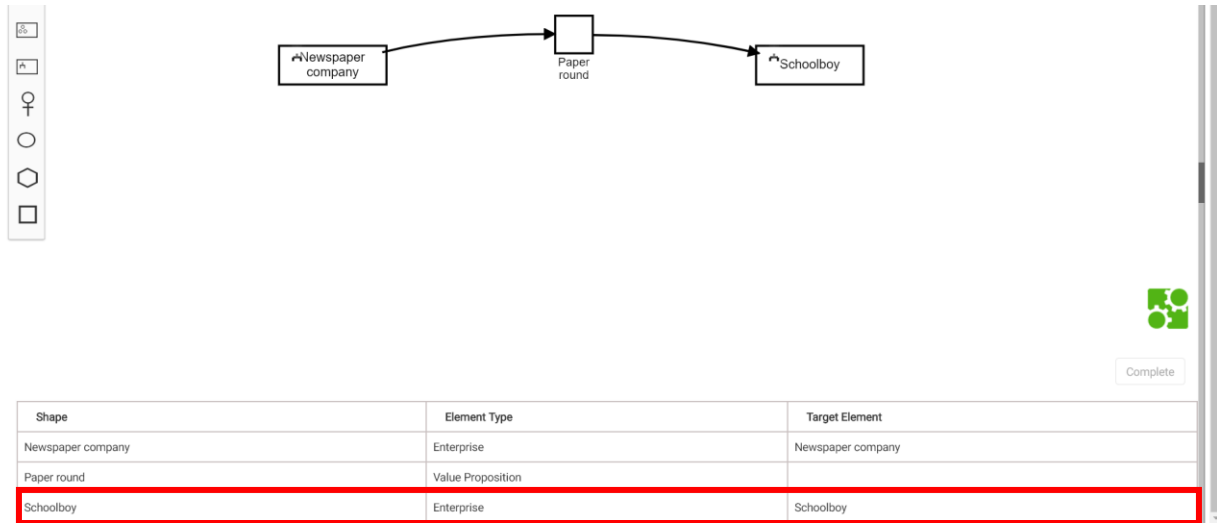 Newspaper
company
Paper
round
Schoolboy
Complete
Shape Element Type Target Element
Newspaper company Enterprise Newspaper company
Paper round Value Proposition
Schoolboy Enterprise Schoolboy